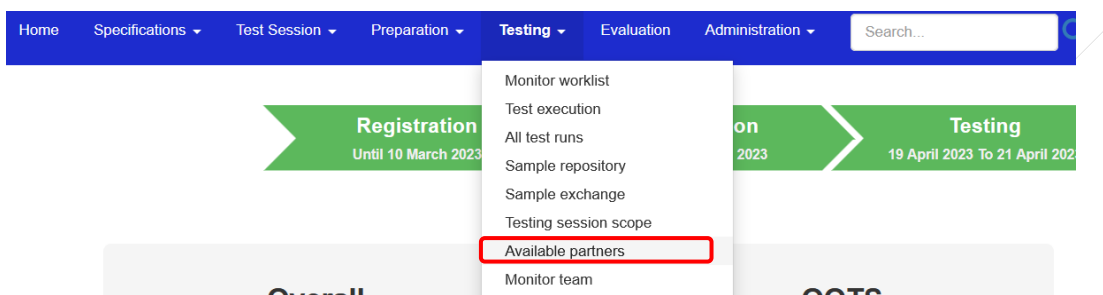 Home Specifications Test Session Preparation Testing Evaluation Administration Search...
Monitor worklist
Test execution
All test runs
Sample repository
Sample exchange
Testing session scope
Available partners
Monitor team
Registration
Until 10 March 2023
on
2023
Testing
19 April 2023 To 21 April 202
Overall